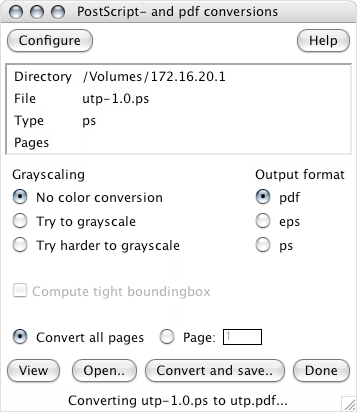 PostScript- and pdf conversions
Configure Help
Directory /Volumes/172.16.20.1
File utp-1.0.ps
Type ps
Pages
Grayscaling Output format
No color conversion pdf
Try to grayscale eps
Try harder to grayscale ps
Compute tight boundingbox
Convert all pages Page: 1
View Open.. Convert and save.. Done
Converting utp-1.0.ps to utp.pdf...